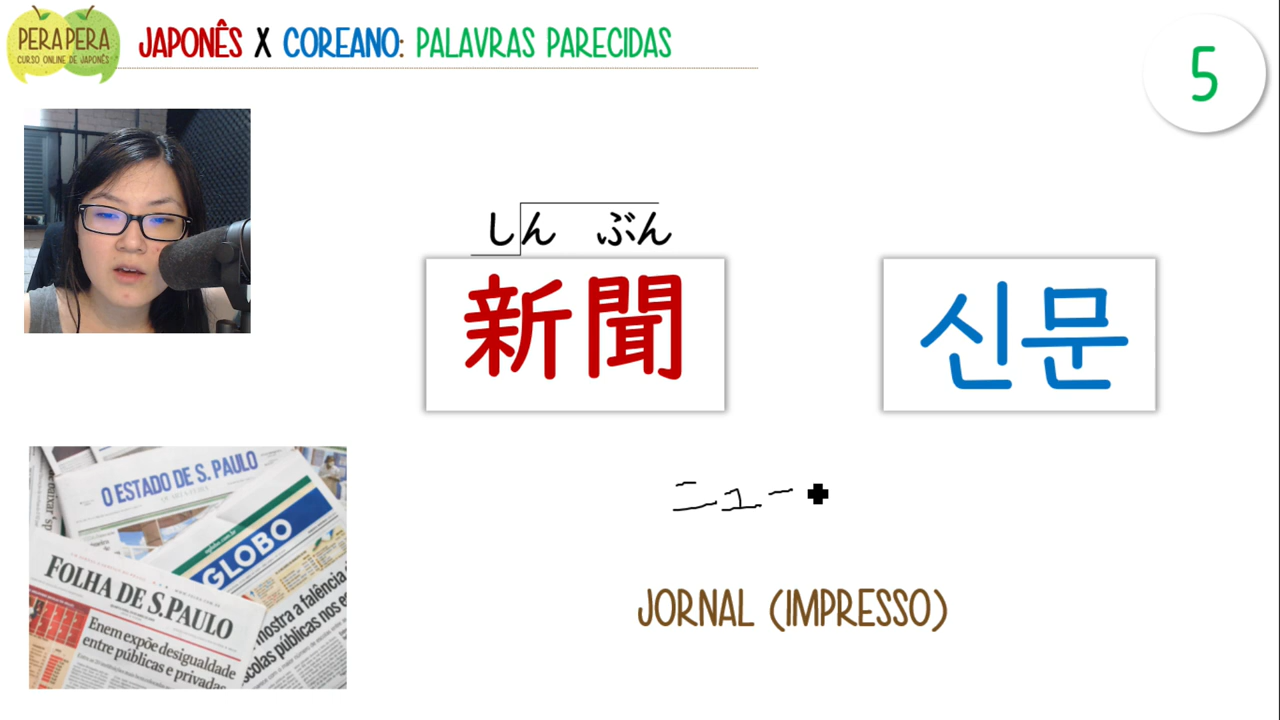 PERA PERA
CURSO ONLINE DE JAPONÊS
JAPONÊS X COREANO: PALAVRAS PARECIDAS
5
しん ぶん
新聞
신문
ニュー
JORNAL (IMPRESSO)
O ESTADO DE S. PAULO
GLOBO
FOLHA DE S.PAULO
Enem expõe desigualdade
entre públicas e privadas
mostra a falência
colas públicas nos